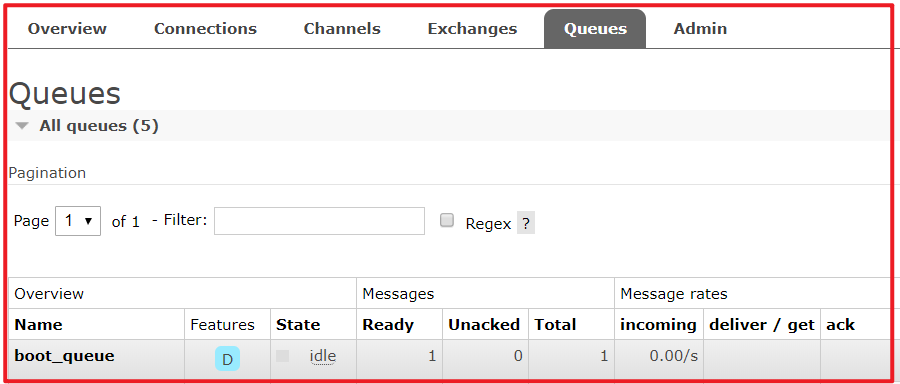 Overview Connections Channels Exchanges Queues Admin
Queues
All queues (5)
Pagination
Page 1 of 1 - Filter: Regex ?
Overview Messages Message rates
Name Features State Ready Unacked Total incoming deliver / get ack
boot_queue D idle 1 0 1 0.00/s